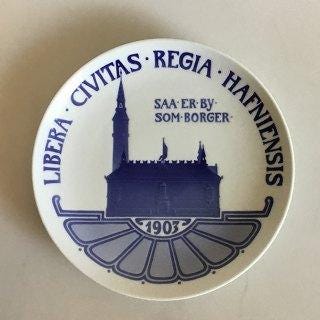 LIBERA · CIVITAS · REGIA · HAFNIENSIS
SAA · ER · BY ·
SOM · BORGER ·
1903